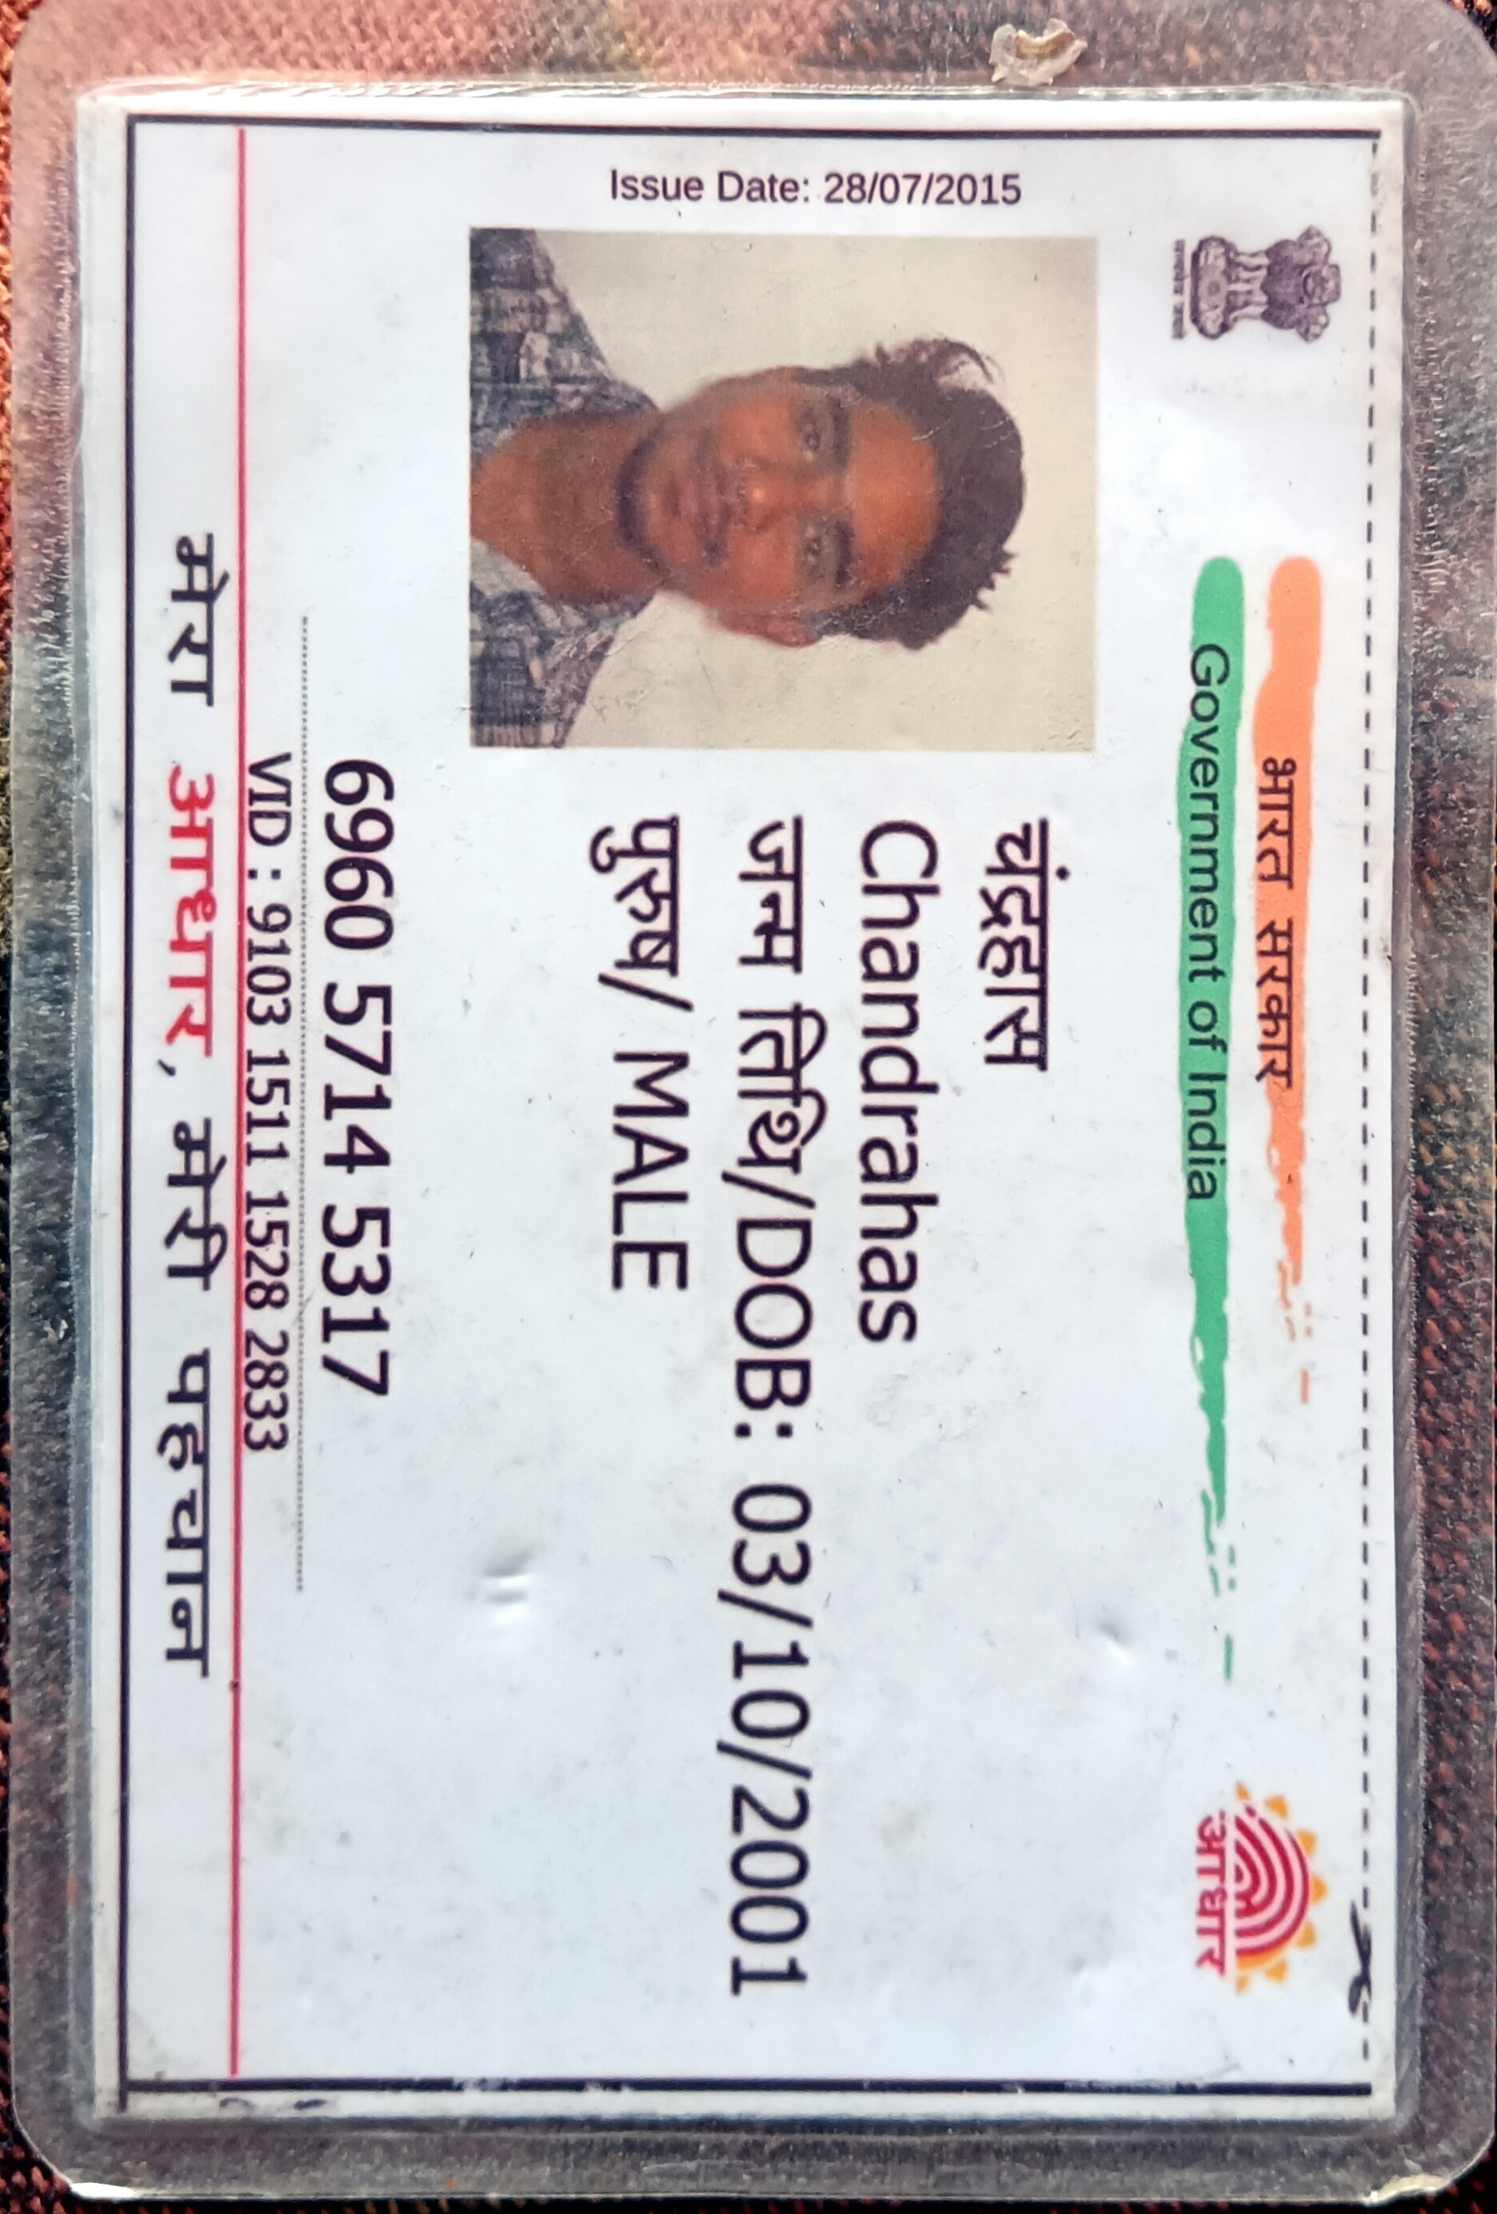 भारत सरकार
Government of India
आधार
Issue Date: 28/07/2015
चंद्रहास
Chandrahas
जन्म तिथि/DOB: 03/10/2001
पुरुष/ MALE
6960 5714 5317
VID : 9103 1511 1528 2833
मेरा आधार, मेरी पहचान